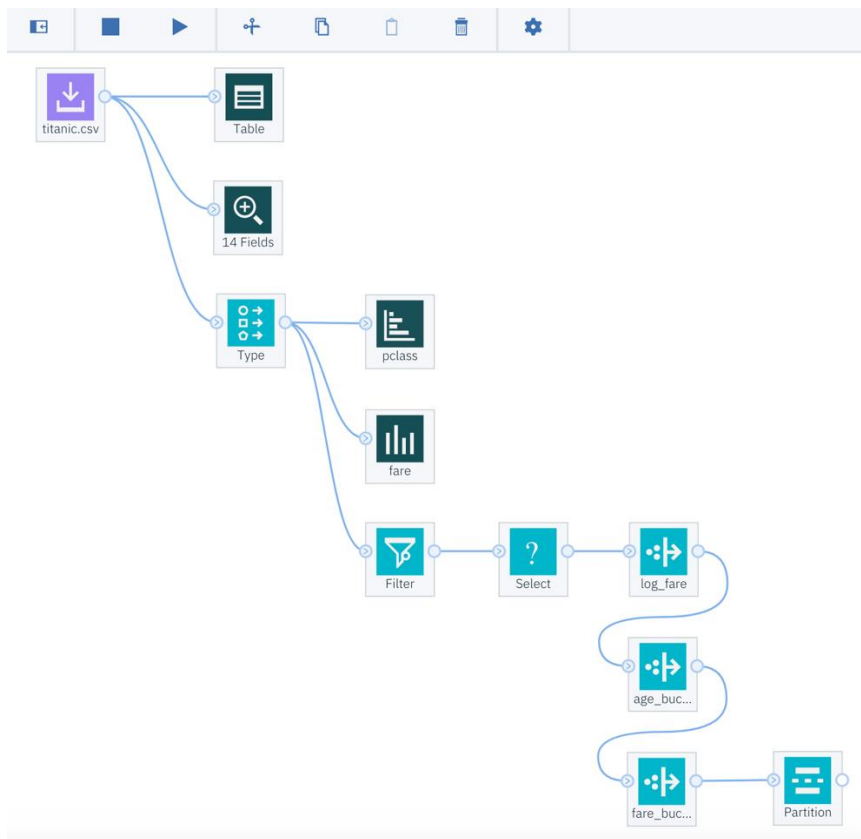 titanic.csv
Table
14 Fields
Type
pclass
fare
Filter
Select
log_fare
age_buc...
fare_buc...
Partition